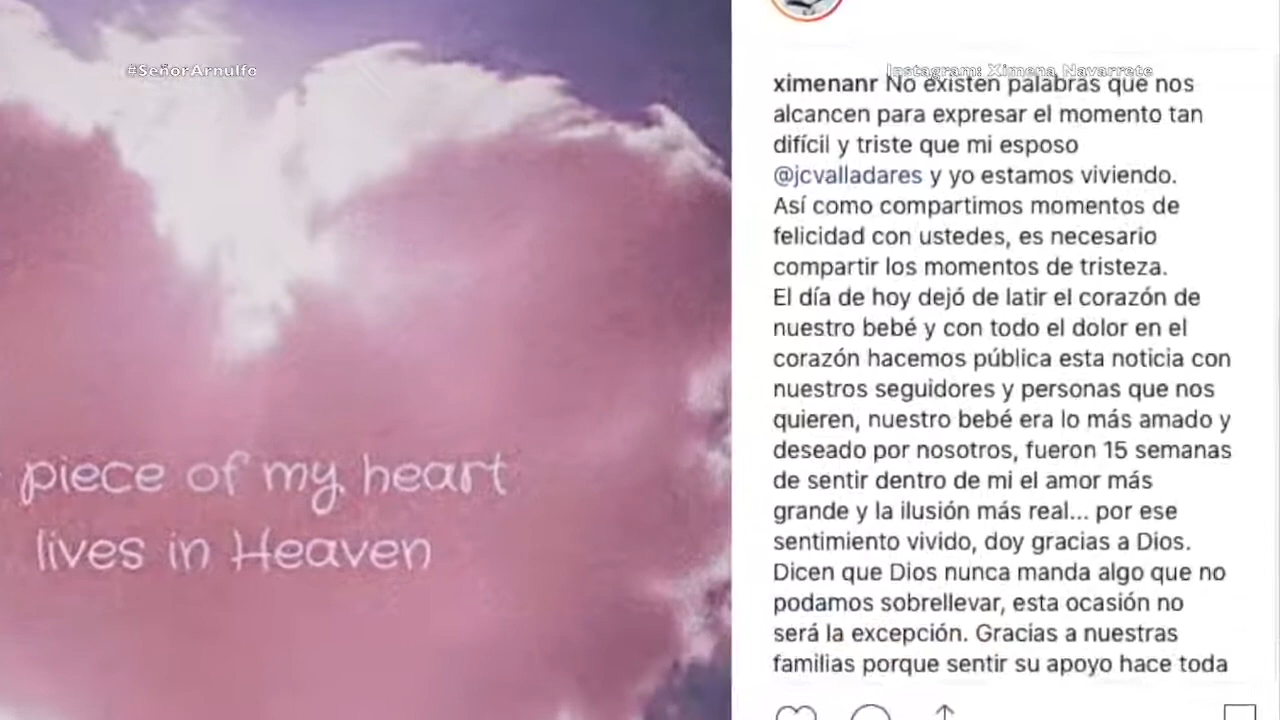 #SeñorArnulfo
Instagram: Ximena Navarrete
piece of my heart
lives in Heaven
ximenanr No existen palabras que nos
alcancen para expresar el momento tan
difícil y triste que mi esposo
@jcvalladares y yo estamos viviendo.
Así como compartimos momentos de
felicidad con ustedes, es necesario
compartir los momentos de tristeza.
El día de hoy dejó de latir el corazón de
nuestro bebé y con todo el dolor en el
corazón hacemos pública esta noticia con
nuestros seguidores y personas que nos
quieren, nuestro bebé era lo más amado y
deseado por nosotros, fueron 15 semanas
de sentir dentro de mi el amor más
grande y la ilusión más real... por ese
sentimiento vivido, doy gracias a Dios.
Dicen que Dios nunca manda algo que no
podamos sobrellevar, esta ocasión no
será la excepción. Gracias a nuestras
familias porque sentir su apoyo hace toda